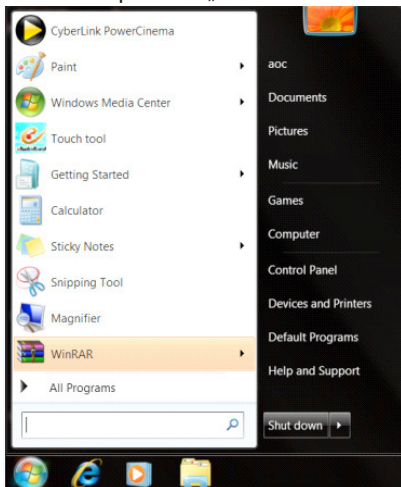 CyberLink PowerCinema
Paint
Windows Media Center
Touch tool
Getting Started
Calculator
Sticky Notes
Snipping Tool
Magnifier
WinRAR
All Programs
aoc
Documents
Pictures
Music
Games
Computer
Control Panel
Devices and Printers
Default Programs
Help and Support
Shut down